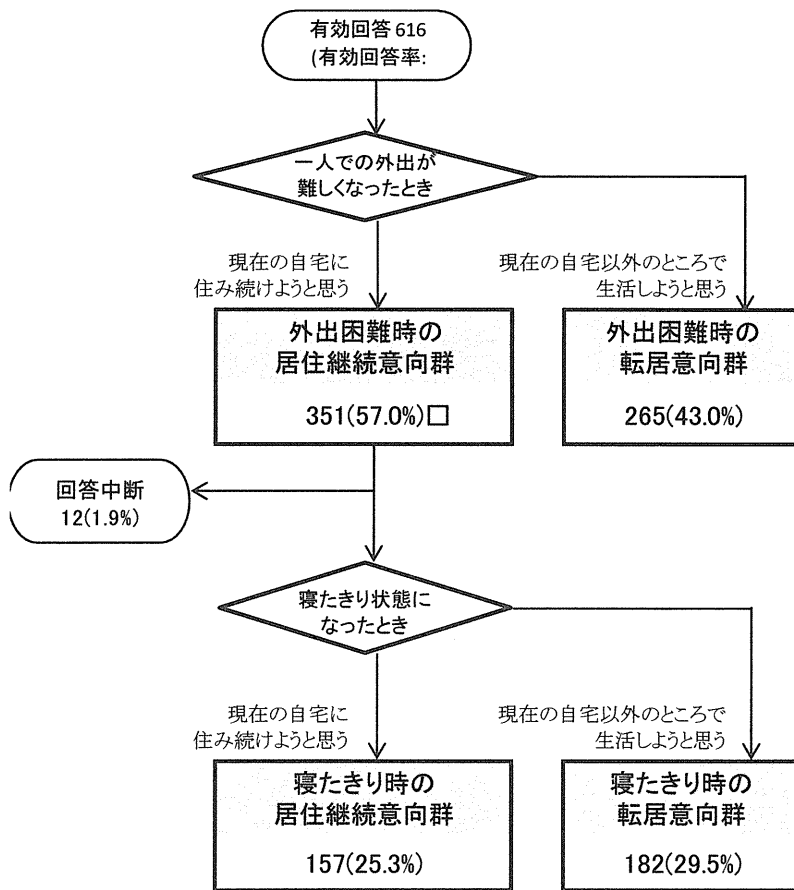 有効回答 616
(有効回答率:
一人での外出が
難しくなったとき
現在の自宅に
住み続けようと思う
現在の自宅以外のところで
生活しようと思う
外出困難時の
居住継続意向群
351(57.0%)□
外出困難時の
転居意向群
265(43.0%)
回答中断
12(1.9%)
寝たきり状態に
なったとき
現在の自宅に
住み続けようと思う
現在の自宅以外のところで
生活しようと思う
寝たきり時の
居住継続意向群
157(25.3%)
寝たきり時の
転居意向群
182(29.5%)